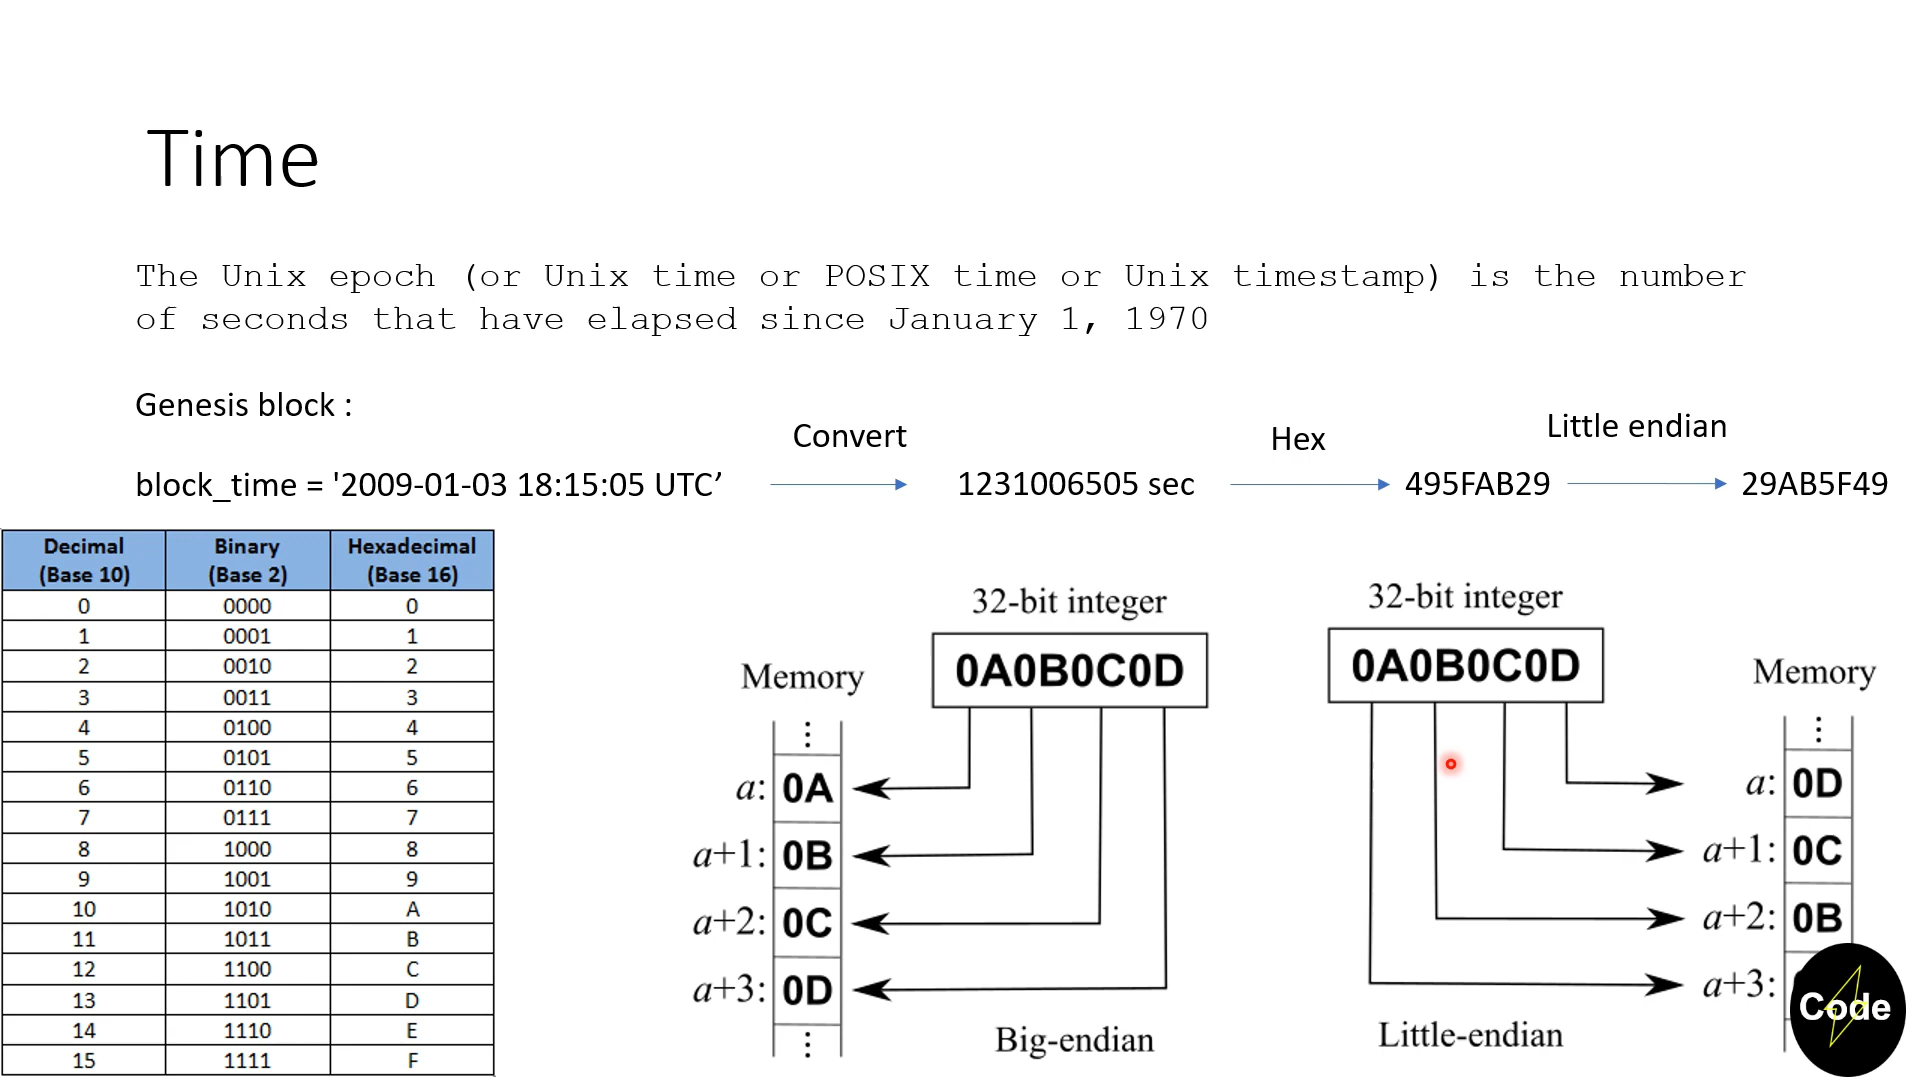 Time
The Unix epoch (or Unix time or POSIX time or Unix timestamp) is the number
of seconds that have elapsed since January 1, 1970
Genesis block :
Convert
Hex
Little endian
block_time = '2009-01-03 18:15:05 UTC’
1231006505 sec
495FAB29
29AB5F49
Decimal (Base 10) Binary (Base 2) Hexadecimal (Base 16)
0 0000 0
1 0001 1
2 0010 2
3 0011 3
4 0100 4
5 0101 5
6 0110 6
7 0111 7
8 1000 8
9 1001 9
10 1010 A
11 1011 B
12 1100 C
13 1101 D
14 1110 E
15 1111 F
32-bit integer
0A0B0C0D
Memory
a: 0A
a+1: 0B
a+2: 0C
a+3: 0D
Big-endian
32-bit integer
0A0B0C0D
Memory
a: 0D
a+1: 0C
a+2: 0B
a+3:
Little-endian
Code